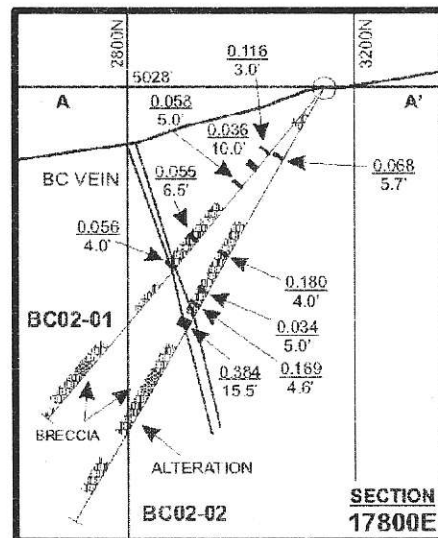 2800N
3200N
0.116
3.0'
5028'
A
A'
0.058
5.0'
0.036
10.0'
BC VEIN
0.055
6.5'
0.068
5.7'
0.056
4.0'
0.180
4.0'
BC02-01
0.034
5.0'
0.169
4.6'
0.384
15.5'
BRECCIA
ALTERATION
BC02-02
SECTION
17800E